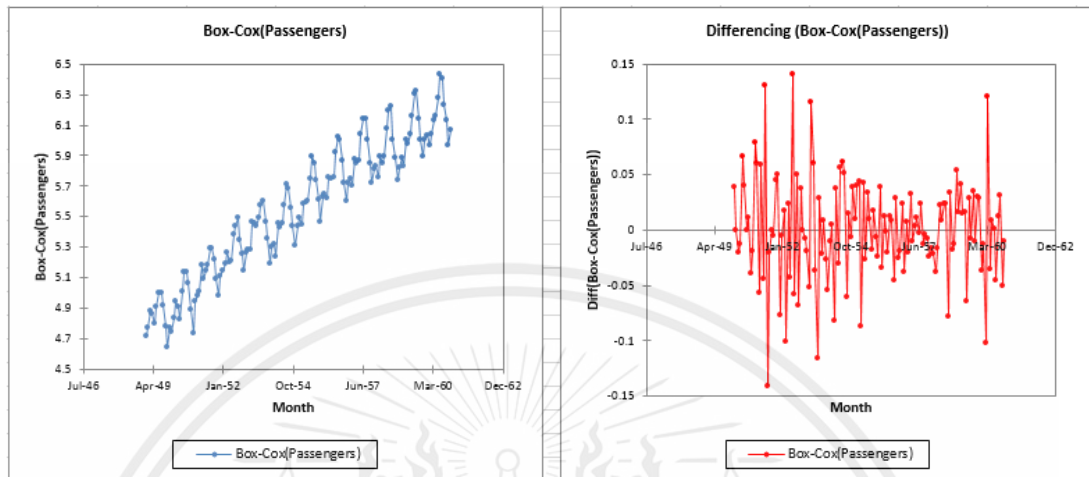 Box-Cox(Passengers)
6.5
6.3
6.1
5.9
5.7
5.5
5.3
5.1
4.9
4.7
4.5
Box-Cox(Passengers)
Jul-46 Apr-49 Jan-52 Oct-54 Jun-57 Mar-60 Dec-62
Month
Box-Cox(Passengers)
Differencing (Box-Cox(Passengers))
0.15
0.1
0.05
0
-0.05
-0.1
-0.15
Diff(Box-Cox(Passengers))
Jul-46 Apr-49 Jan-52 Oct-54 Jun-57 Mar-60 Dec-62
Month
Box-Cox(Passengers)